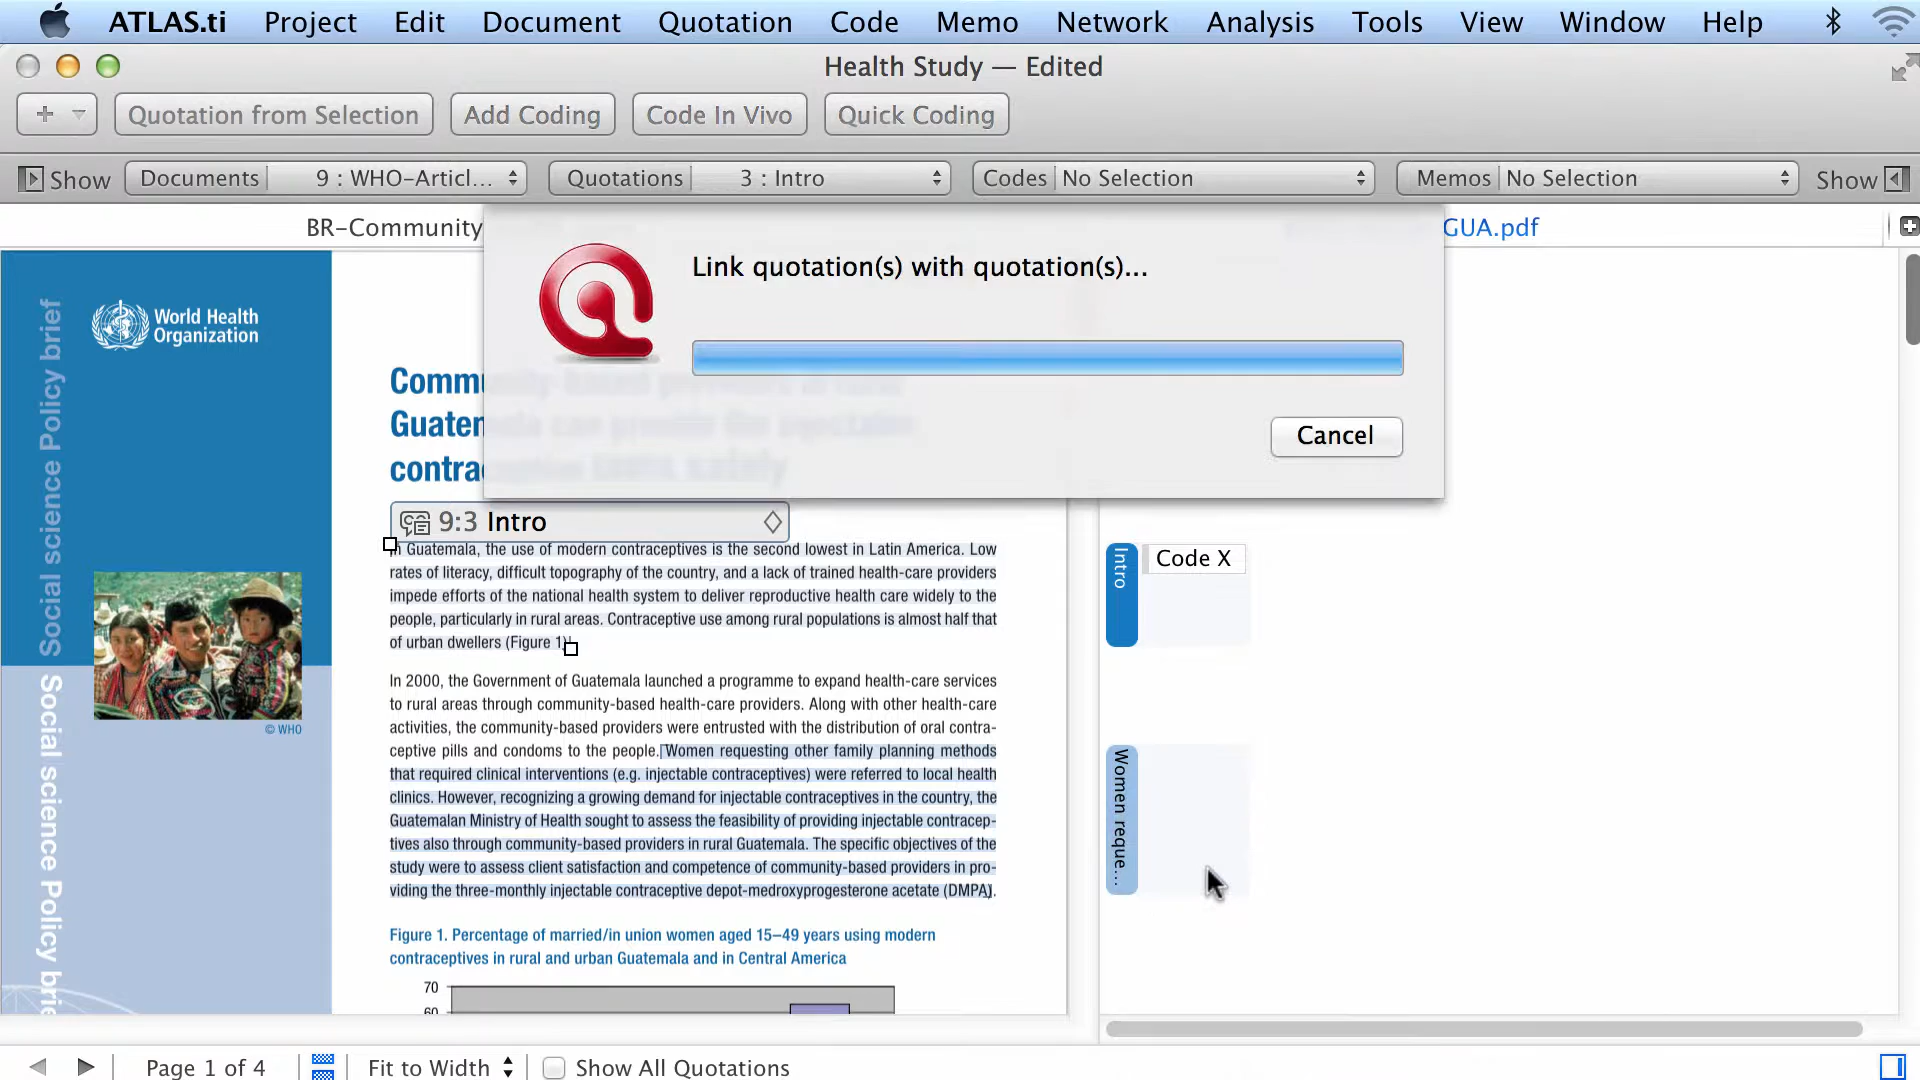 ATLAS.ti Project Edit Document Quotation Code Memo Network Analysis Tools View Window Help
Health Study — Edited
+ Quotation from Selection Add Coding Code In Vivo Quick Coding
Show Documents 9 : WHO-Articl... Quotations 3 : Intro Codes No Selection Memos No Selection Show
BR-Community GUA.pdf
Link quotation(s) with quotation(s)...
Cancel
Social science Policy brief
World Health
Organization
Community-based providers in rural
Guatemala can provide the injectable
contraceptive DMPA safely
9:3 Intro
In Guatemala, the use of modern contraceptives is the second lowest in Latin America. Low
rates of literacy, difficult topography of the country, and a lack of trained health-care providers
impede efforts of the national health system to deliver reproductive health care widely to the
people, particularly in rural areas. Contraceptive use among rural populations is almost half that
of urban dwellers (Figure 1)
Intro
Code X
© WHO
In 2000, the Government of Guatemala launched a programme to expand health-care services
to rural areas through community-based health-care providers. Along with other health-care
activities, the community-based providers were entrusted with the distribution of oral contra-
ceptive pills and condoms to the people. Women requesting other family planning methods
that required clinical interventions (e.g. injectable contraceptives) were referred to local health
clinics. However, recognizing a growing demand for injectable contraceptives in the country, the
Guatemalan Ministry of Health sought to assess the feasibility of providing injectable contracep-
tives also through community-based providers in rural Guatemala. The specific objectives of the
study were to assess client satisfaction and competence of community-based providers in pro-
viding the three-monthly injectable contraceptive depot-medroxyprogesterone acetate (DMPA).
Women reque...
Social science Policy brie
Figure 1. Percentage of married/in union women aged 15–49 years using modern
contraceptives in rural and urban Guatemala and in Central America
70
60
Page 1 of 4 Fit to Width Show All Quotations